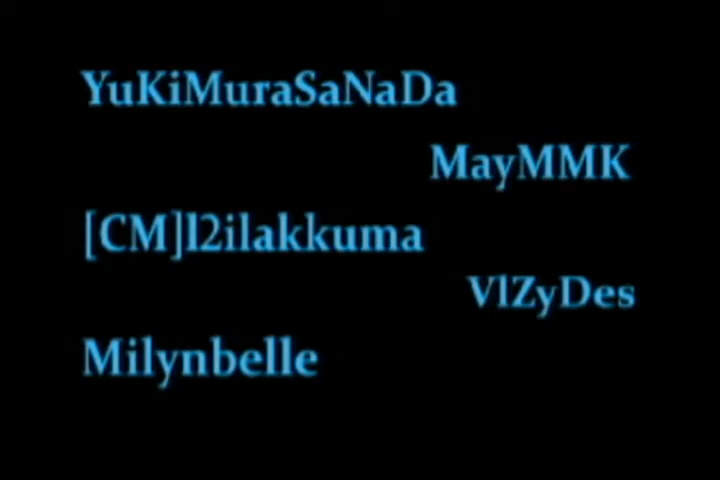 YuKiMuraSaNaDa
MayMMK
[CM]l2ilakkuma
VlZyDes
Milynbelle